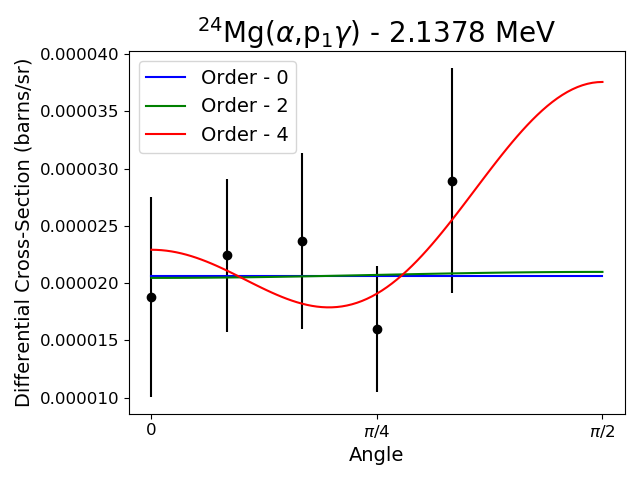 ²⁴Mg(α,p₁γ) - 2.1378 MeV
Differential Cross-Section (barns/sr)
0.000040
0.000035
0.000030
0.000025
0.000020
0.000015
0.000010
Order - 0
Order - 2
Order - 4
0
π/4
π/2
Angle